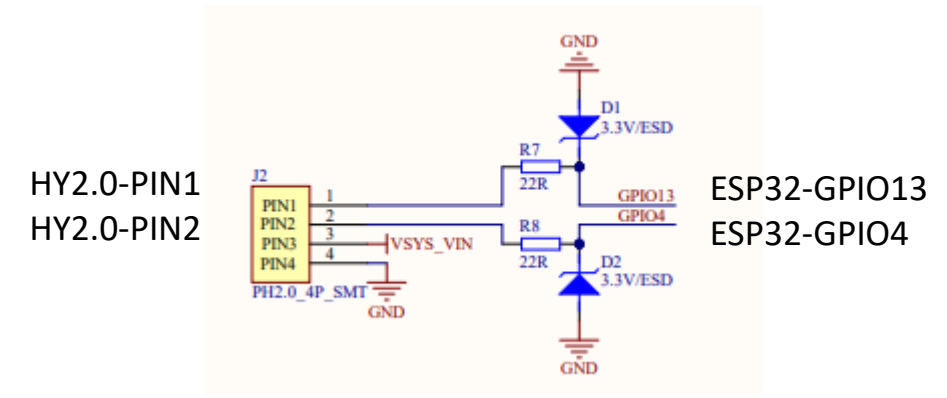 GND
D1
3.3V/ESD
R7
22R
HY2.0-PIN1
HY2.0-PIN2
J2
PIN1 1
PIN2 2
PIN3 3
PIN4 4
VSYS_VIN
PH2.0_4P_SMT
GND
GPIO13
GPIO4
ESP32-GPIO13
ESP32-GPIO4
R8
22R
D2
3.3V/ESD
GND